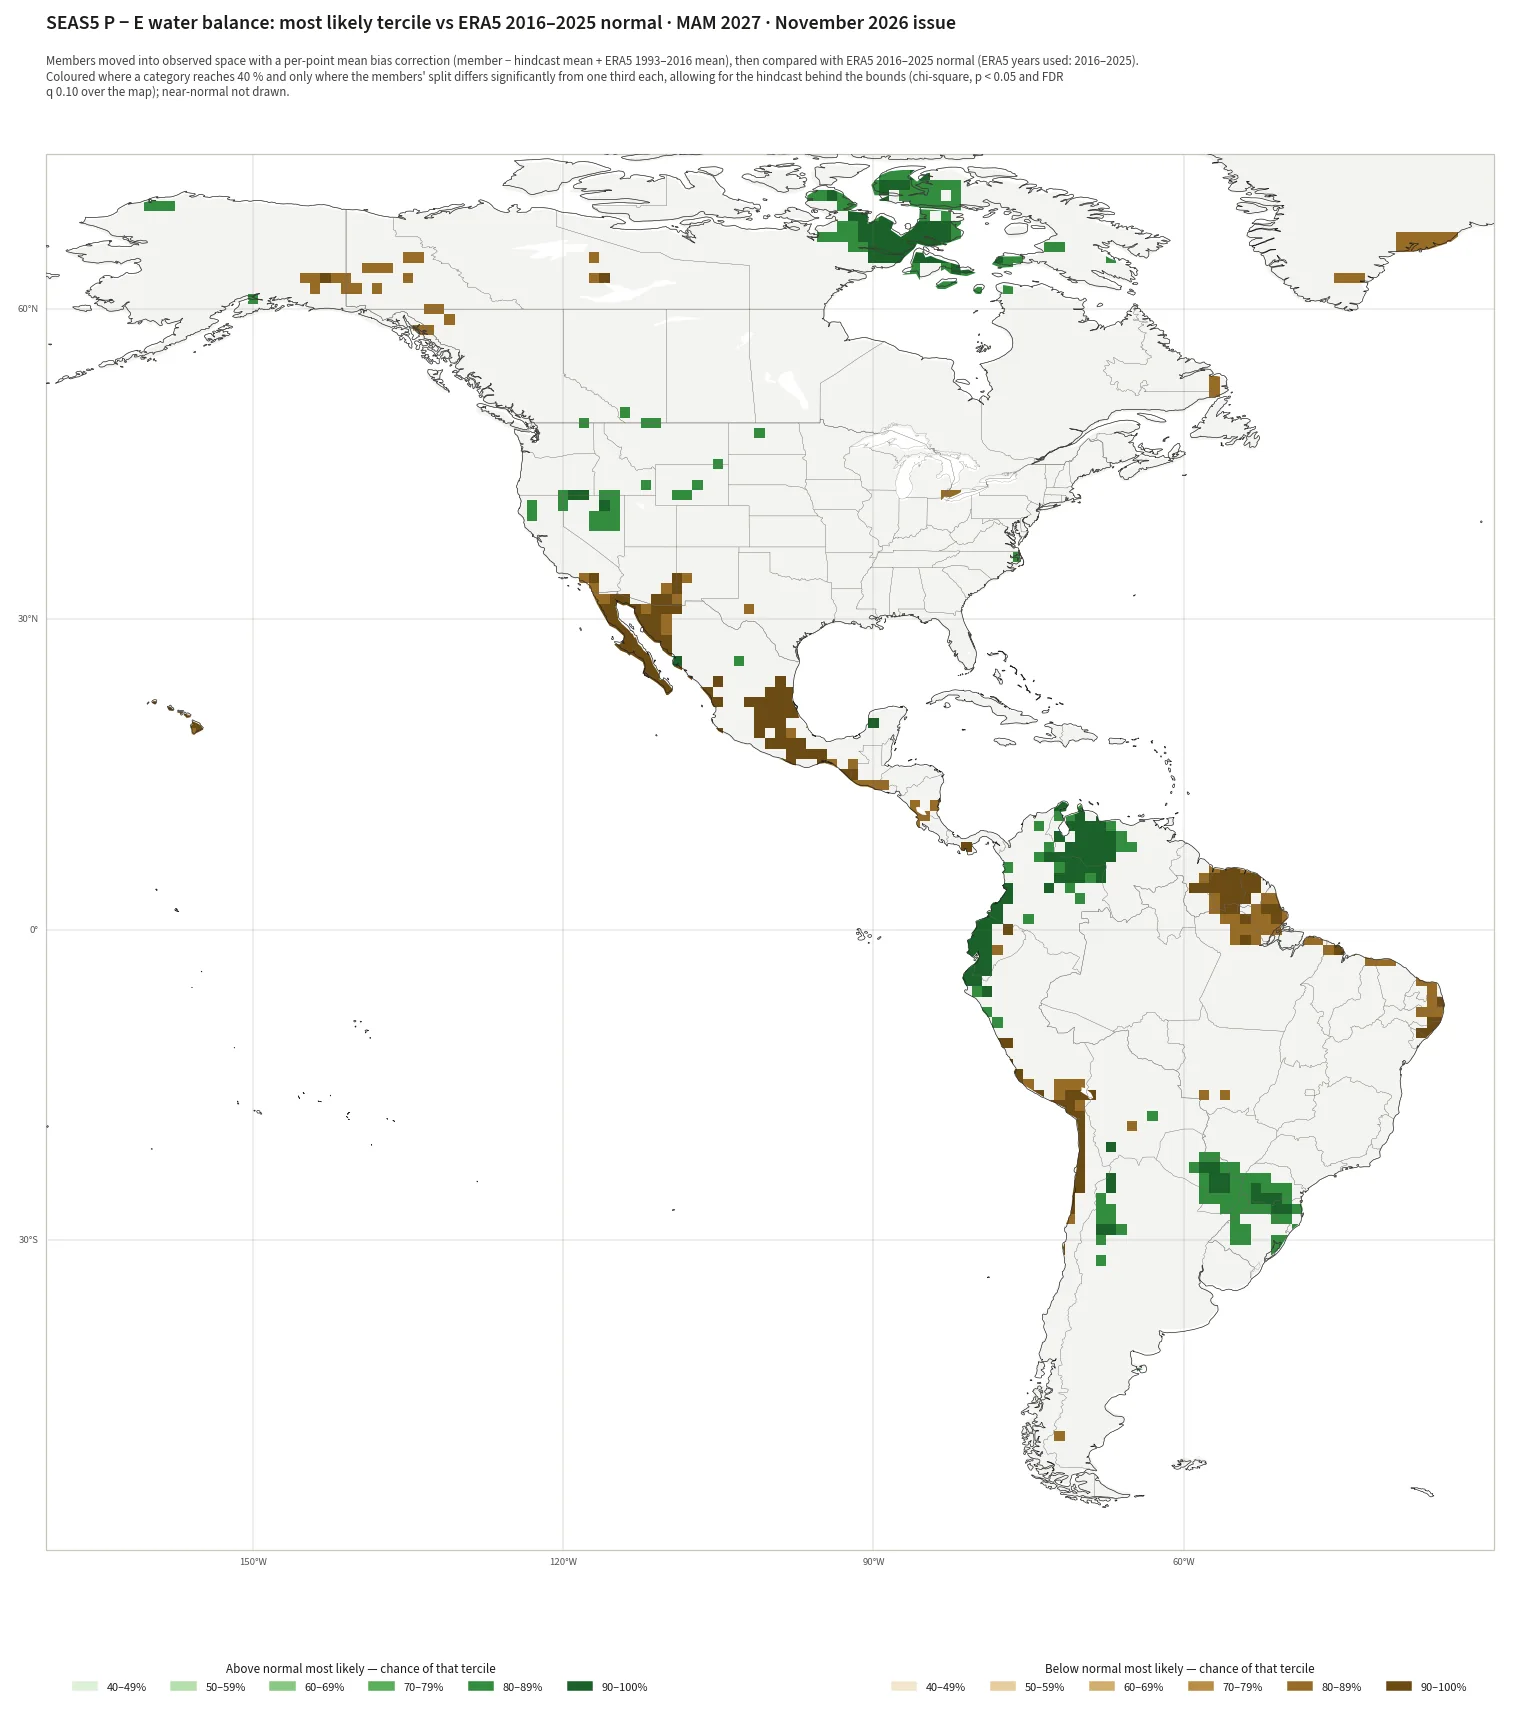 SEAS5 P − E water balance: most likely tercile vs ERA5 2016–2025 normal · MAM 2027 · November 2026 issue
Members moved into observed space with a per-point mean bias correction (member − hindcast mean + ERA5 1993–2016 mean), then compared with ERA5 2016–2025 normal (ERA5 years used: 2016–2025).
Coloured where a category reaches 40 % and only where the members' split differs significantly from one third each, allowing for the hindcast behind the bounds (chi-square, p < 0.05 and FDR
q 0.10 over the map); near-normal not drawn.
60°N
30°N
0°
30°S
150°W 120°W 90°W 60°W
Above normal most likely — chance of that tercile
40–49% 50–59% 60–69% 70–79% 80–89% 90–100%
Below normal most likely — chance of that tercile
40–49% 50–59% 60–69% 70–79% 80–89% 90–100%